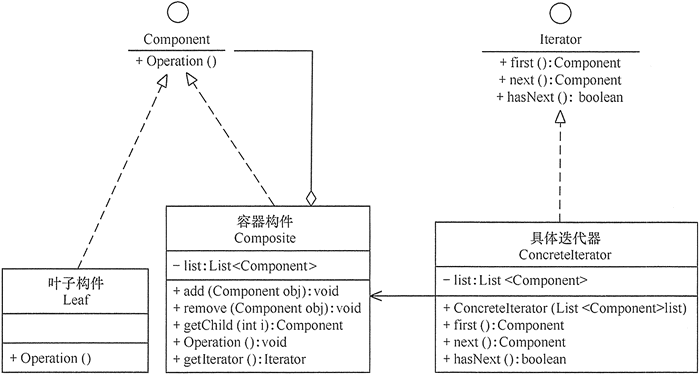 Component
+ Operation ()
Iterator
+ first (): Component
+ next (): Component
+ hasNext (): boolean
叶子构件
Leaf
+ Operation ()
容器构件
Composite
− list: List<Component>
+ add (Component obj): void
+ remove (Component obj): void
+ getChild (int i): Component
+ Operation (): void
+ getIterator (): Iterator
具体迭代器
ConcreteIterator
− list: List <Component>
+ ConcreteIterator (List <Component>list)
+ first (): Component
+ next (): Component
+ hasNext (): boolean